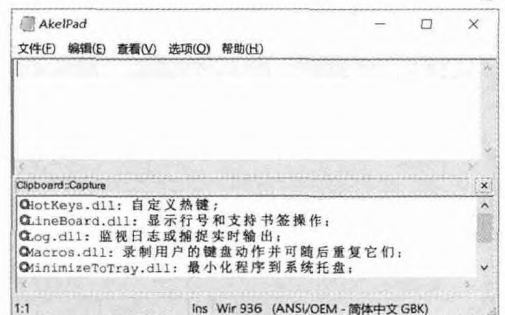 AkelPad
文件(F) 编辑(E) 查看(V) 选项(O) 帮助(H)
Clipboard::Capture
HotKeys.dll: 自定义热键;
LineBoard.dll: 显示行号和支持书签操作;
Log.dll: 监视日志或捕捉实时输出;
Macros.dll: 录制用户的键盘动作并可随后重复它们;
MinimizeToTray.dll: 最小化程序到系统托盘;
1:1 Ins Wir 936 (ANSI/OEM - 简体中文 GBK)